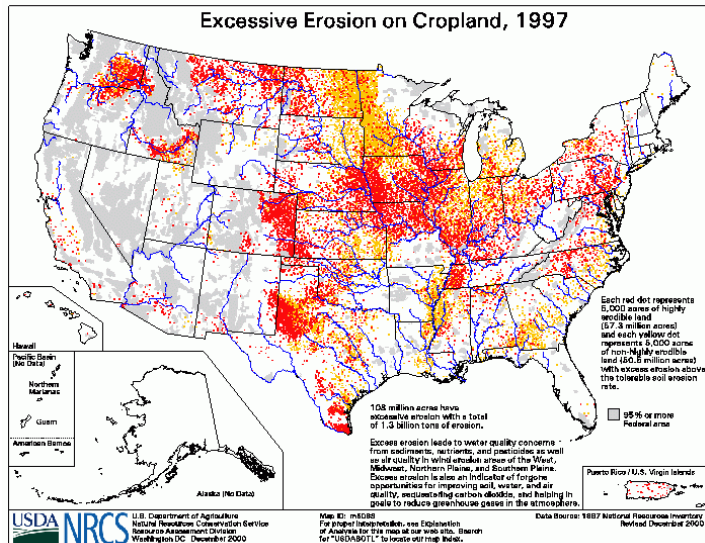 Excessive Erosion on Cropland, 1997
Each red dot represents
5,000 acres of highly
erodible land
(57.3 million acres)
and each yellow dot
represents 5,000 acres
of non-highly erodible
land (50.5 million acres)
with excess erosion above
the tolerable soil erosion
rate.
95% or more
Federal area
Hawaii
Pacific Basin
(No Data)
Northern
Marianas
Guam
American Samoa
Alaska (No Data)
108 million acres have
excessive erosion with a total
of 1.3 billion tons of erosion.
Excess erosion leads to water quality concerns
from sediments, nutrients, and pesticides as well
as air quality in wind erosion areas of the West,
Midwest, Northern Plains, and Southern Plains.
Excess erosion is also an indicator of forgone
opportunities for improving soil, water, and air
quality, sequestrating carbon dioxide, and helping in
goals to reduce greenhouse gases in the atmosphere.
Puerto Rico / U.S. Virgin Islands
USDA NRCS
U.S. Department of Agriculture
Natural Resources Conservation Service
Resource Assessment Division
Washington DC December 2000
Map ID: m5083
For proper interpretation, see Explanation
of Analysis for this map at our web site. Search
for "USDABOTL" to locate our map index.
Data Source: 1997 National Resources Inventory
Revised December 2000